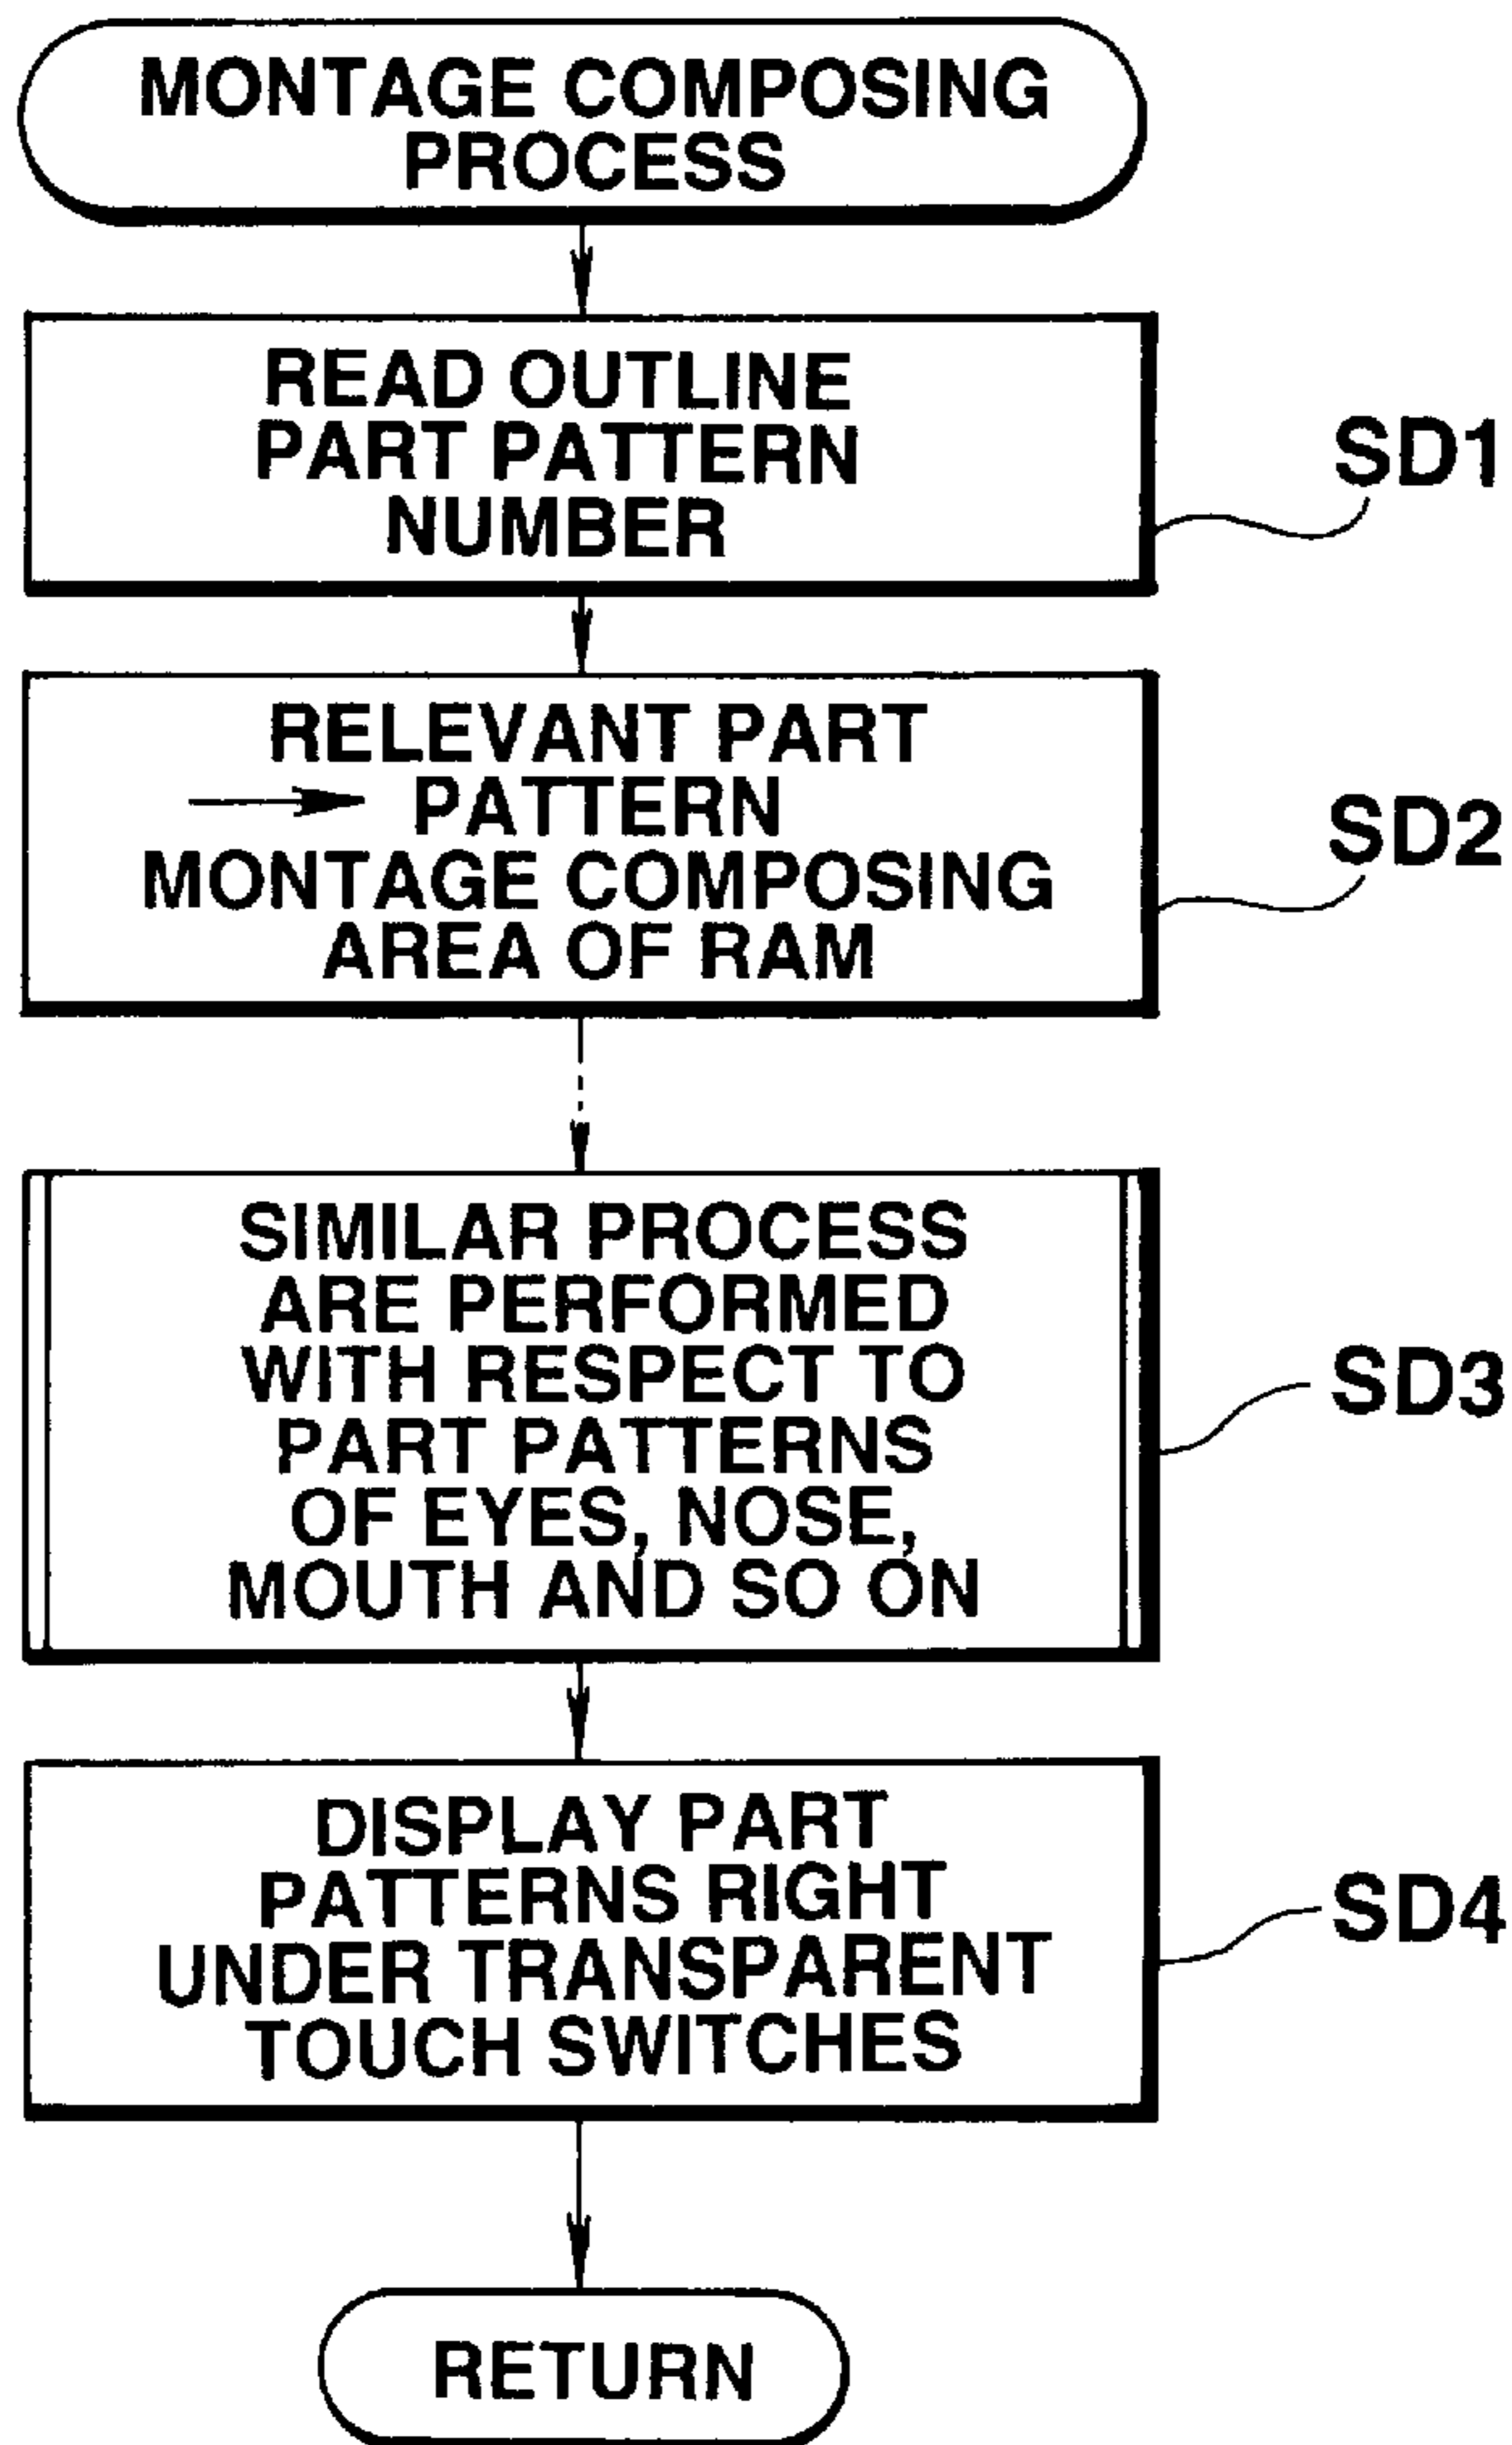 MONTAGE COMPOSING
PROCESS
READ OUTLINE
PART PATTERN
NUMBER
SD1
RELEVANT PART
→ PATTERN
MONTAGE COMPOSING
AREA OF RAM
SD2
SIMILAR PROCESS
ARE PERFORMED
WITH RESPECT TO
PART PATTERNS
OF EYES, NOSE,
MOUTH AND SO ON
SD3
DISPLAY PART
PATTERNS RIGHT
UNDER TRANSPARENT
TOUCH SWITCHES
SD4
RETURN